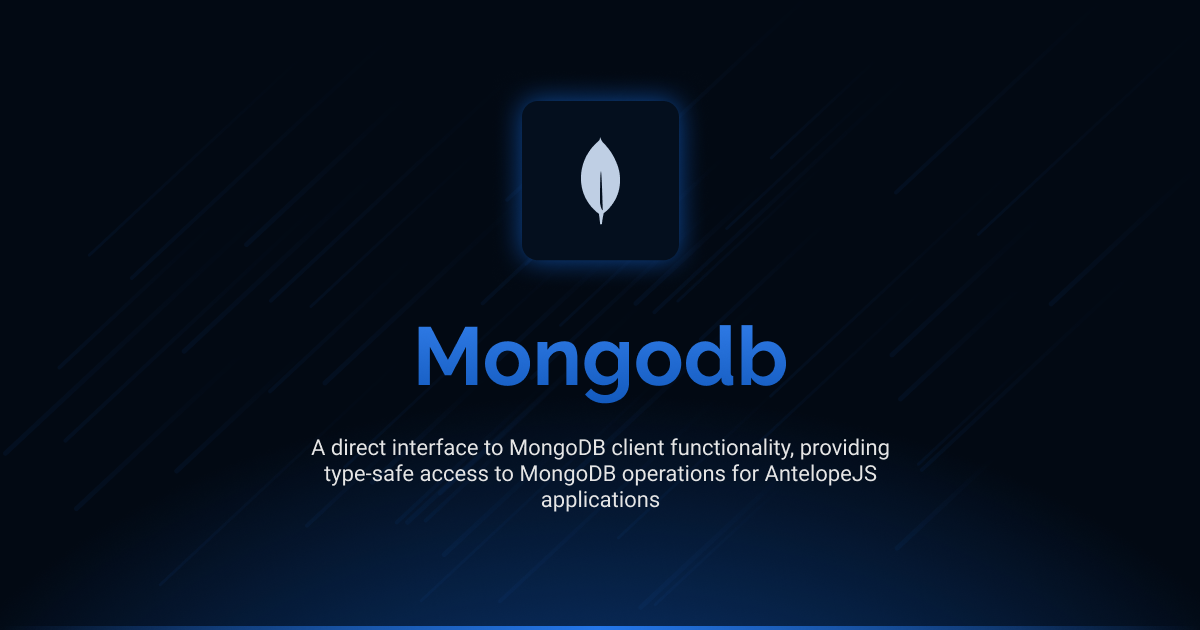 Mongodb
A direct interface to MongoDB client functionality, providing
type-safe access to MongoDB operations for AntelopeJS
applications